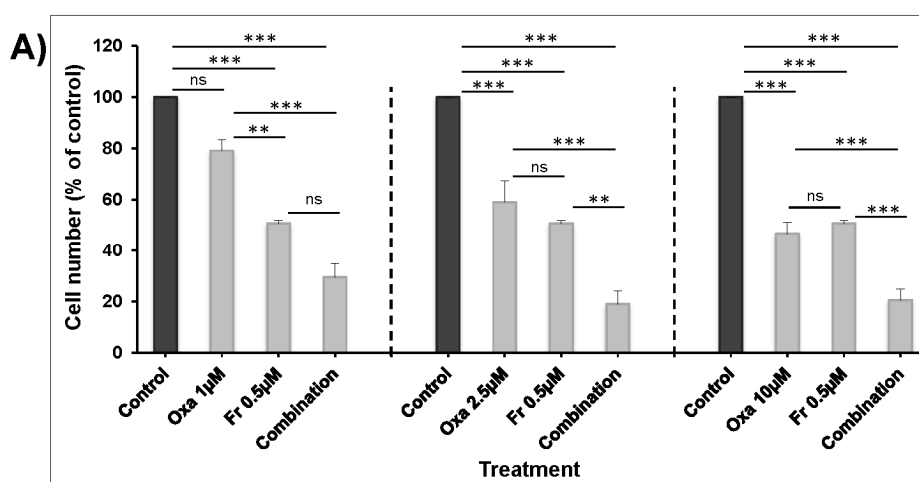 A)
Cell number (% of control)
120
100
80
60
40
20
0
***
***
ns
***
**
ns
***
***
***
***
ns
**
***
***
***
***
ns
***
Control
Oxa 1µM
Fr 0.5µM
Combination
Control
Oxa 2.5µM
Fr 0.5µM
Combination
Control
Oxa 10µM
Fr 0.5µM
Combination
Treatment